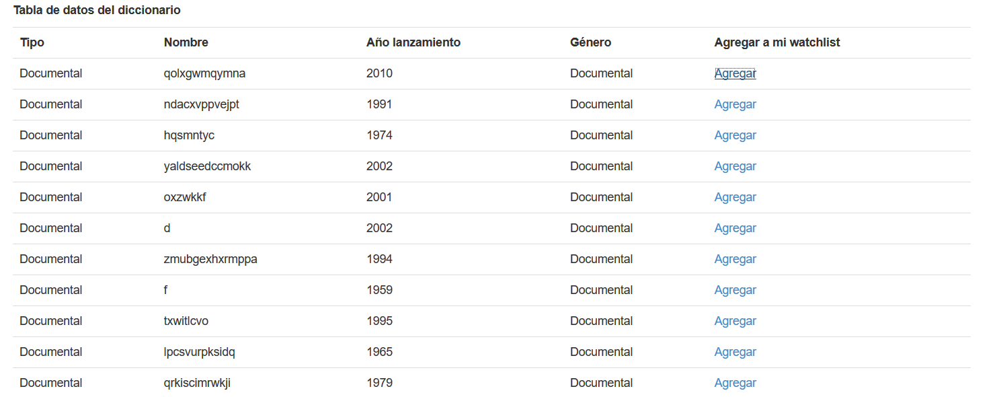 Tabla de datos del diccionario
Tipo Nombre Año lanzamiento Género Agregar a mi watchlist
Documental qolxgwmqymna 2010 Documental Agregar
Documental ndacxvppvejpt 1991 Documental Agregar
Documental hqsmntyc 1974 Documental Agregar
Documental yaldseedccmokk 2002 Documental Agregar
Documental oxzwkkf 2001 Documental Agregar
Documental d 2002 Documental Agregar
Documental zmubgexhxrmppa 1994 Documental Agregar
Documental f 1959 Documental Agregar
Documental txwitlcvo 1995 Documental Agregar
Documental lpcsvurpksidq 1965 Documental Agregar
Documental qrkiscimrwkji 1979 Documental Agregar